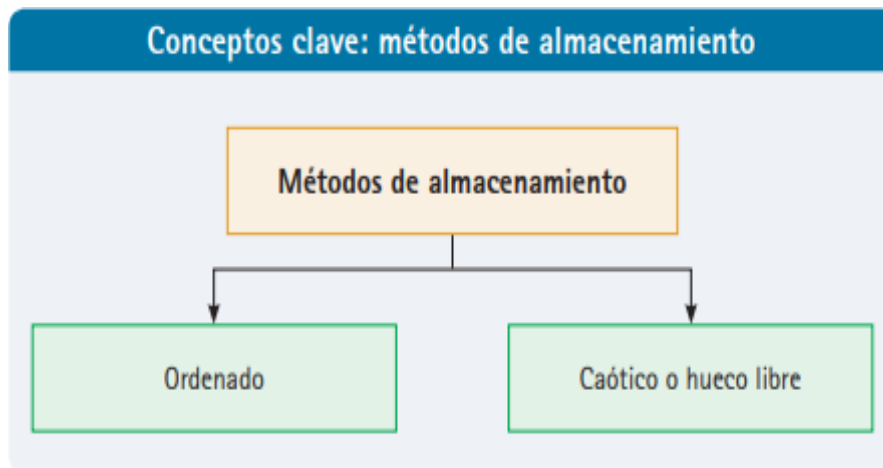 Conceptos clave: métodos de almacenamiento
Métodos de almacenamiento
Ordenado
Caótico o hueco libre